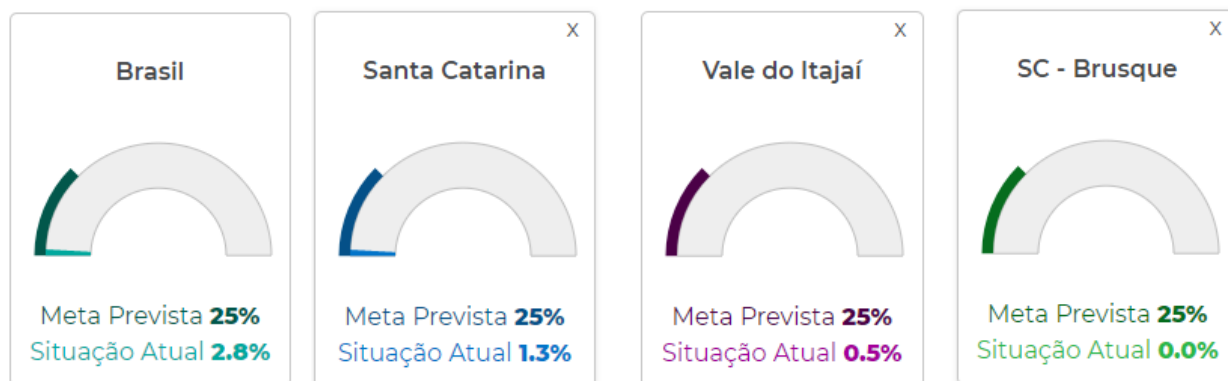 Brasil
Meta Prevista 25%
Situação Atual 2.8%
X
Santa Catarina
Meta Prevista 25%
Situação Atual 1.3%
X
Vale do Itajaí
Meta Prevista 25%
Situação Atual 0.5%
X
SC - Brusque
Meta Prevista 25%
Situação Atual 0.0%